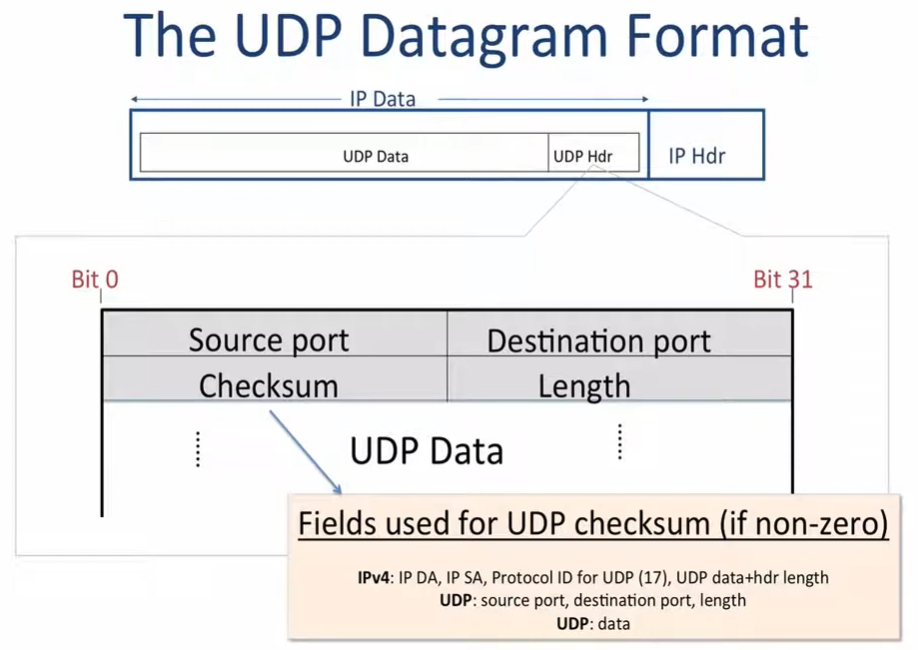 The UDP Datagram Format
IP Data
UDP Data
UDP Hdr
IP Hdr
Bit 0
Bit 31
Source port
Destination port
Checksum
Length
UDP Data
Fields used for UDP checksum (if non-zero)
IPv4: IP DA, IP SA, Protocol ID for UDP (17), UDP data+hdr length
UDP: source port, destination port, length
UDP: data